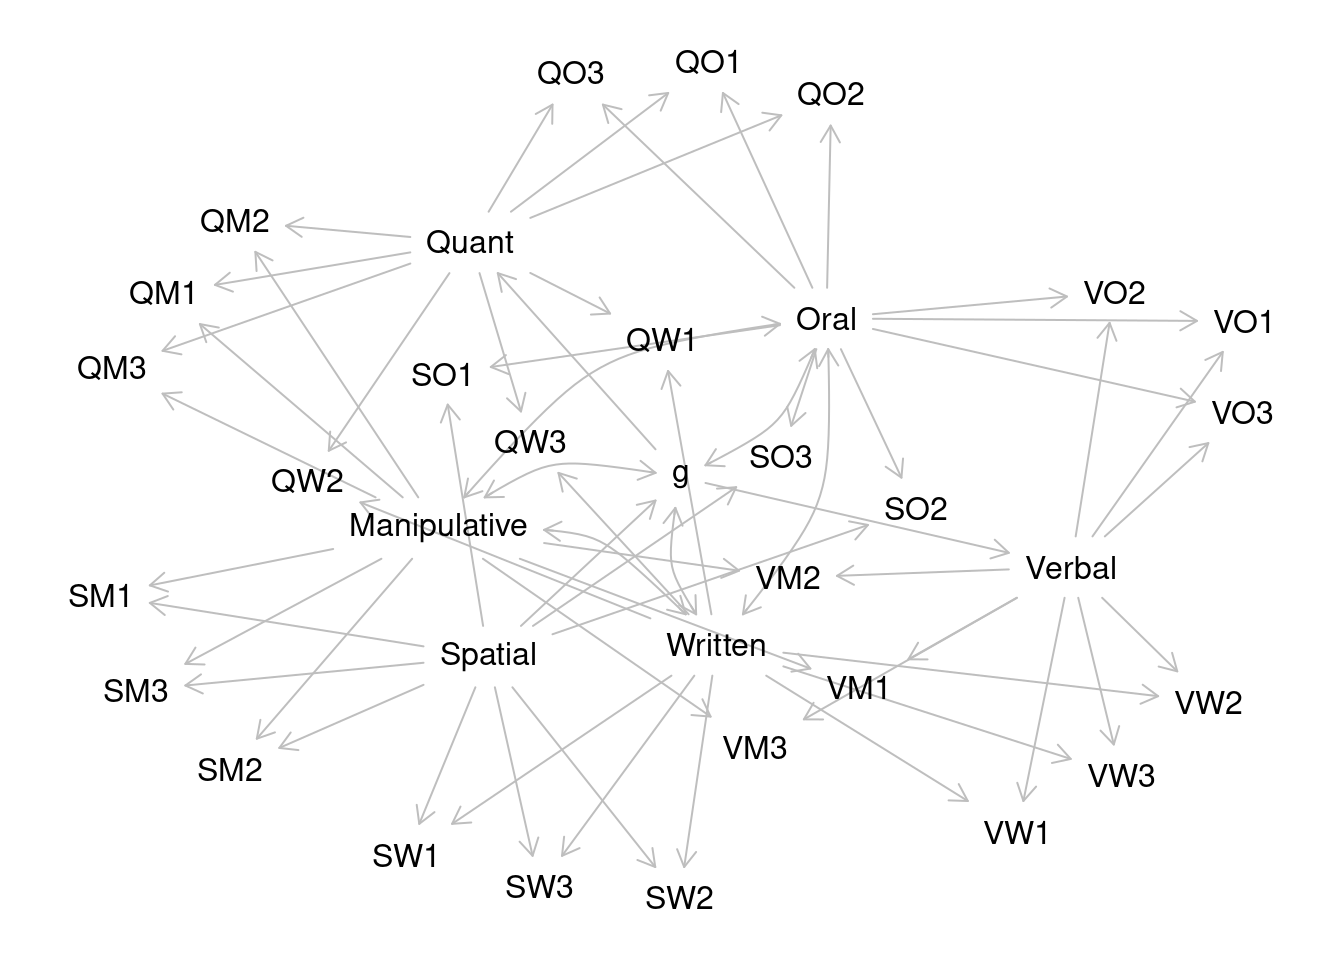 QO1
QO3
QO2
QM2
Quant
QM1
VO2
Oral
VO1
QW1
QM3
SO1
VO3
QW3
SO3
g
QW2
SO2
Manipulative
Verbal
VM2
SM1
Written
Spatial
VM1
SM3
VW2
VM3
SM2
VW3
VW1
SW1
SW3
SW2